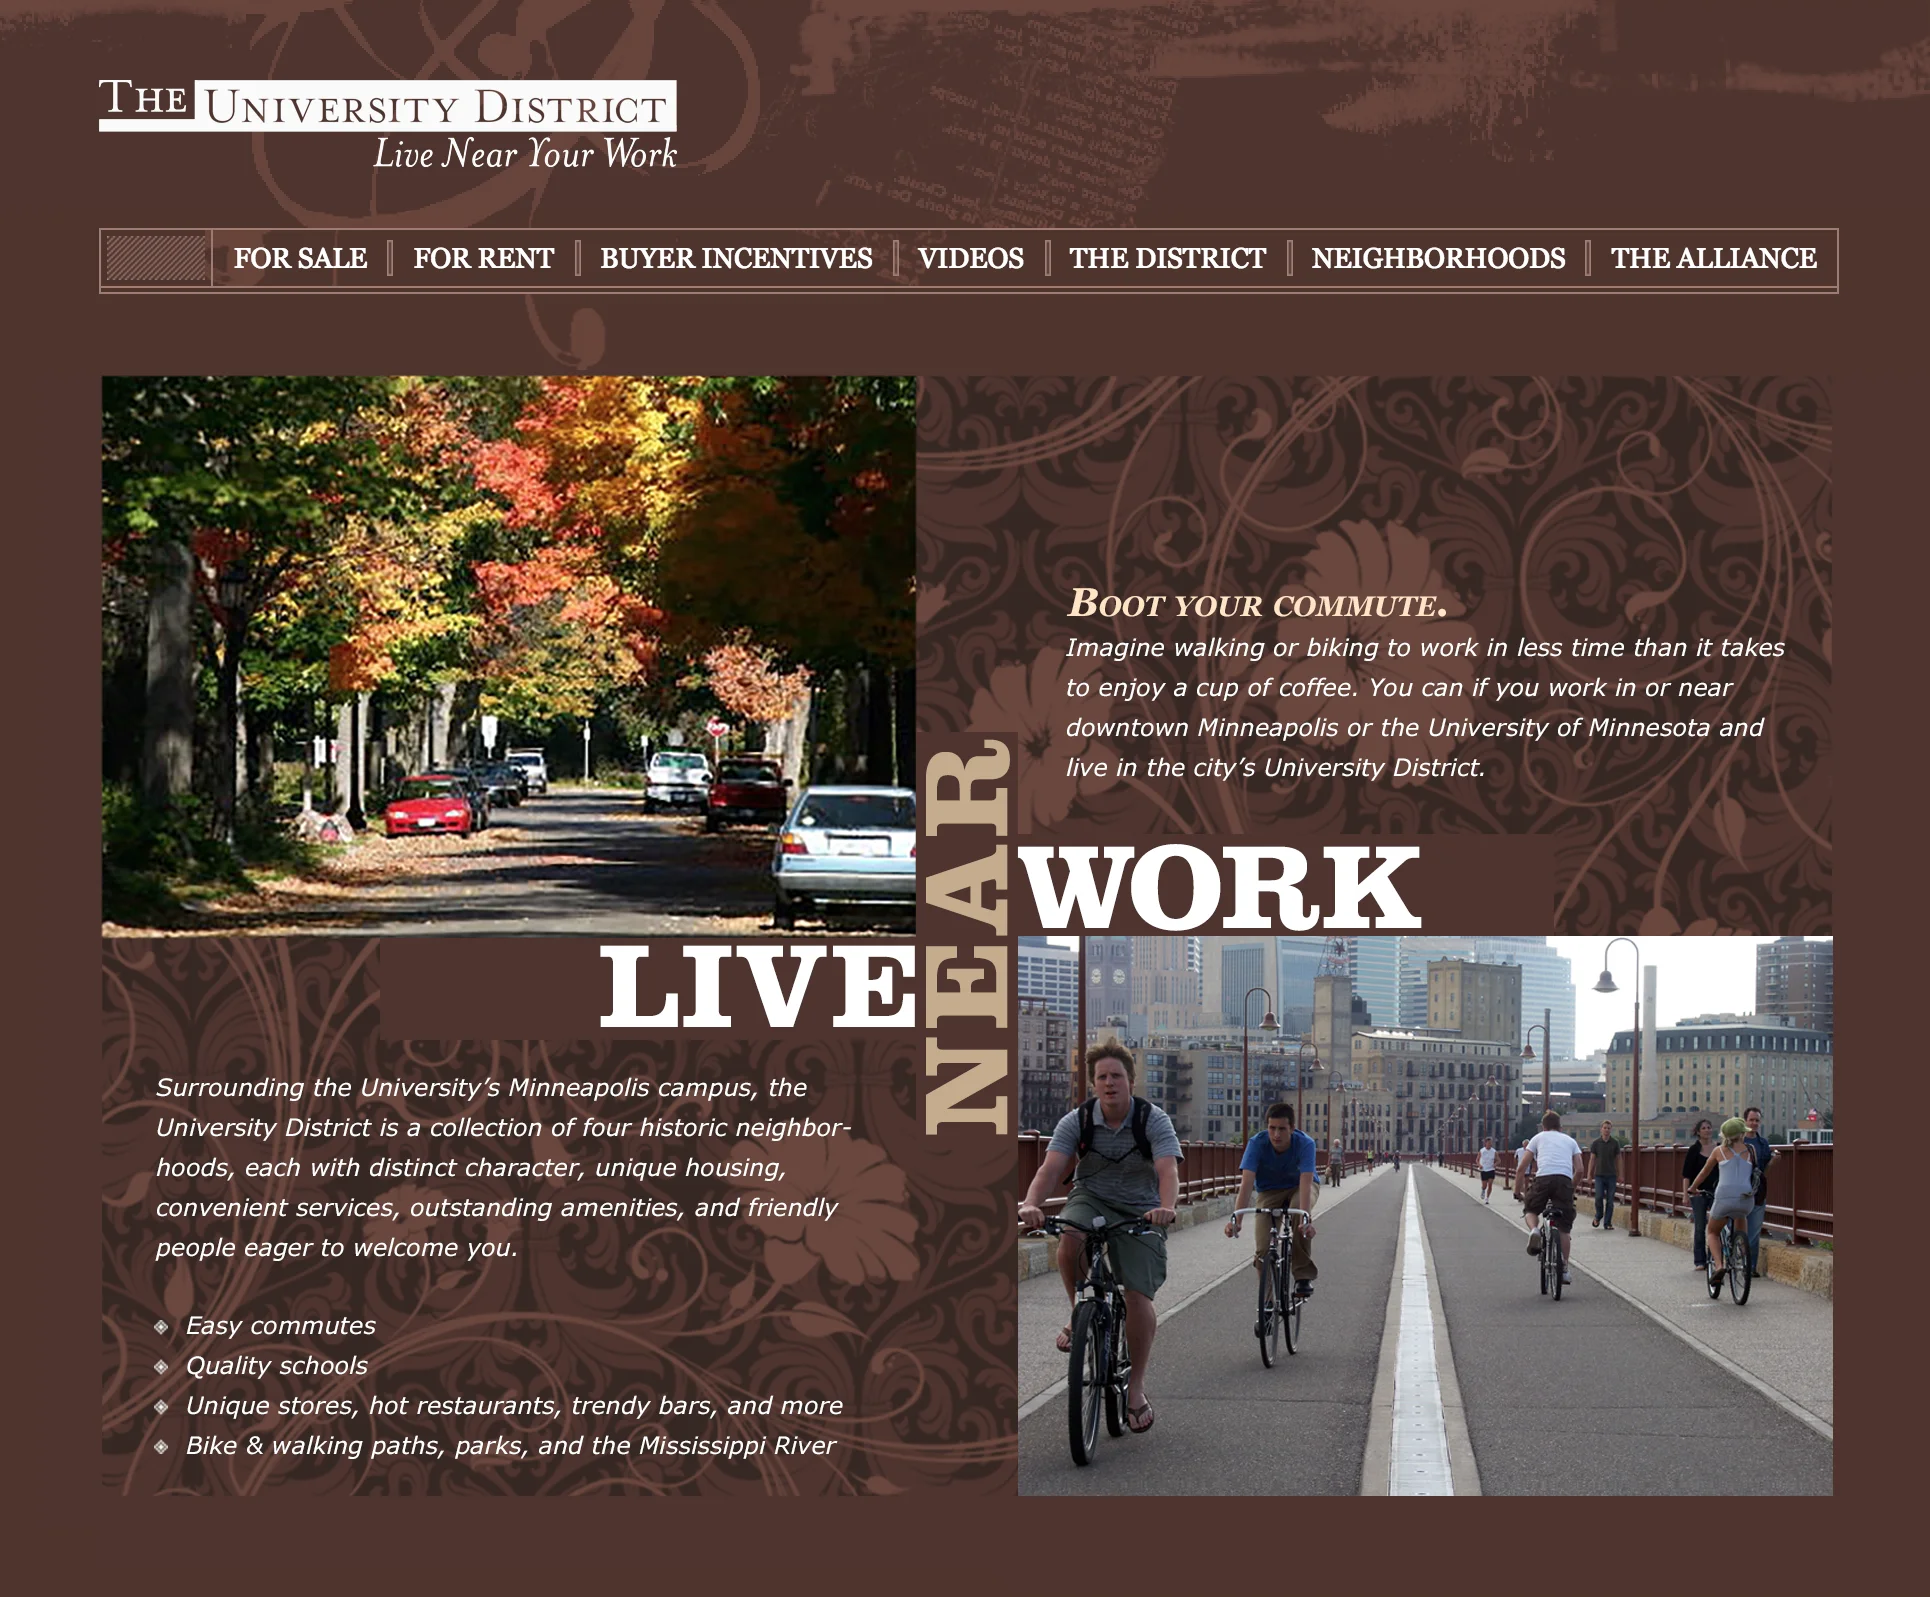 THE UNIVERSITY DISTRICT
Live Near Your Work
FOR SALE
FOR RENT
BUYER INCENTIVES
VIDEOS
THE DISTRICT
NEIGHBORHOODS
THE ALLIANCE
BOOT YOUR COMMUTE.
Imagine walking or biking to work in less time than it takes
to enjoy a cup of coffee. You can if you work in or near
downtown Minneapolis or the University of Minnesota and
live in the city’s University District.
LIVE
NEAR
WORK
Surrounding the University’s Minneapolis campus, the
University District is a collection of four historic neighbor-
hoods, each with distinct character, unique housing,
convenient services, outstanding amenities, and friendly
people eager to welcome you.
Easy commutes
Quality schools
Unique stores, hot restaurants, trendy bars, and more
Bike & walking paths, parks, and the Mississippi River